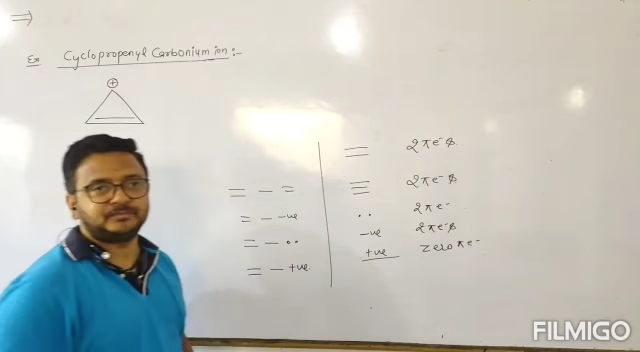 ⇒
Ex Cyclopropenyl Carbonium ion :-
⊕
= – =
= – -ve
= – ••
= – +ve
= 2πe⁻s
≡ 2πe⁻s
•• 2πe⁻
-ve 2πe⁻s
+ve zero πe⁻
FILMIGO